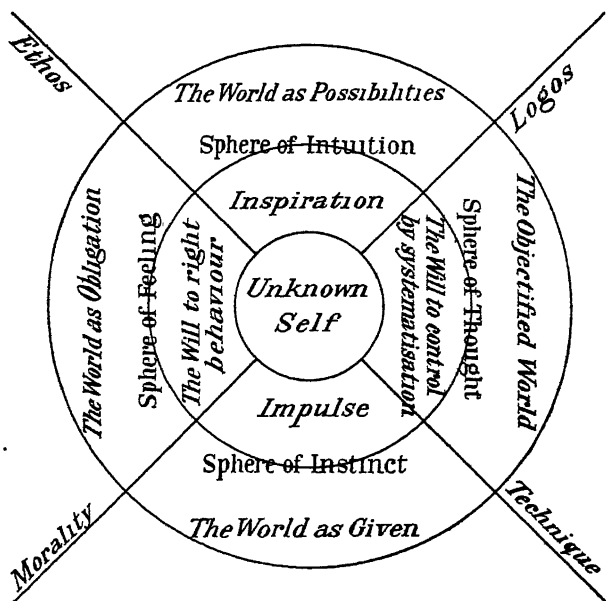 Ethos
Logos
The World as Possibilities
Sphere of Intuition
Inspiration
The World as Obligation
Sphere of Feeling
The Will to right
behaviour
Unknown
Self
The Will to control
by systematisation
Sphere of Thought
The Objectified World
Impulse
Sphere of Instinct
The World as Given
Morality
Technique